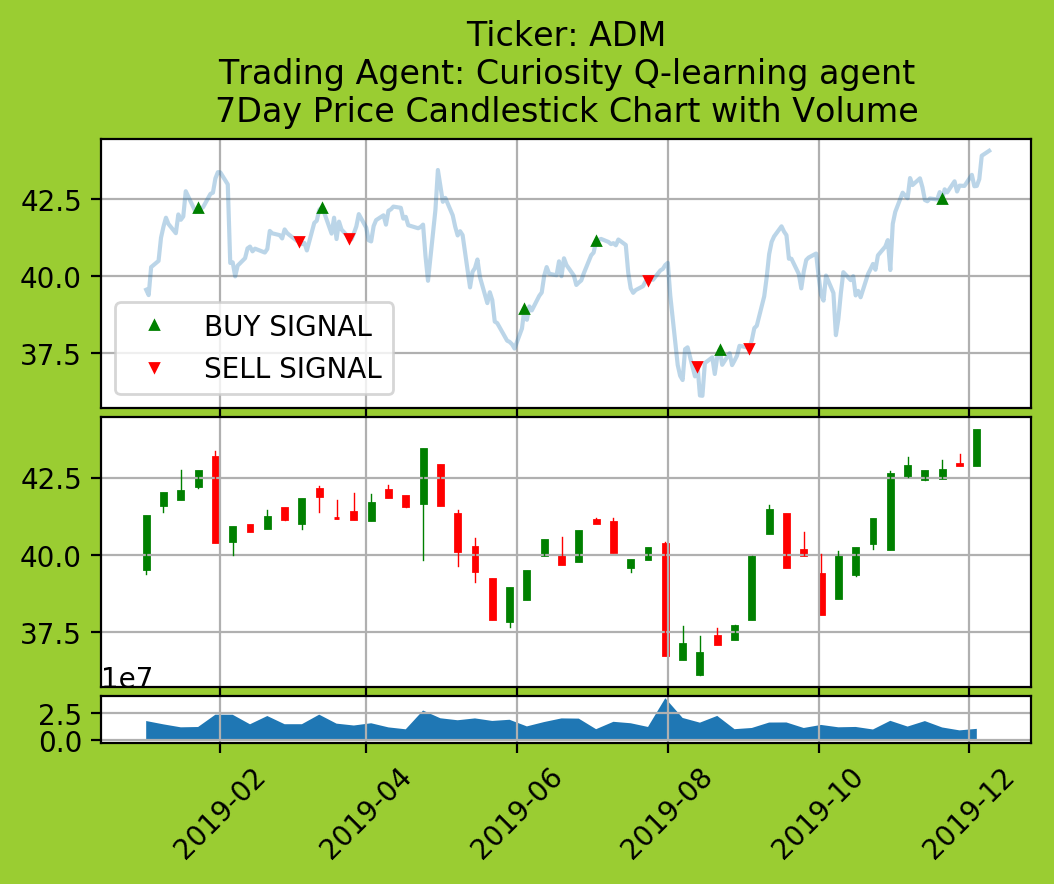 Ticker: ADM
Trading Agent: Curiosity Q-learning agent
7Day Price Candlestick Chart with Volume
42.5
40.0
37.5
BUY SIGNAL
SELL SIGNAL
42.5
40.0
37.5
1e7
2.5
0.0
2019-02
2019-04
2019-06
2019-08
2019-10
2019-12